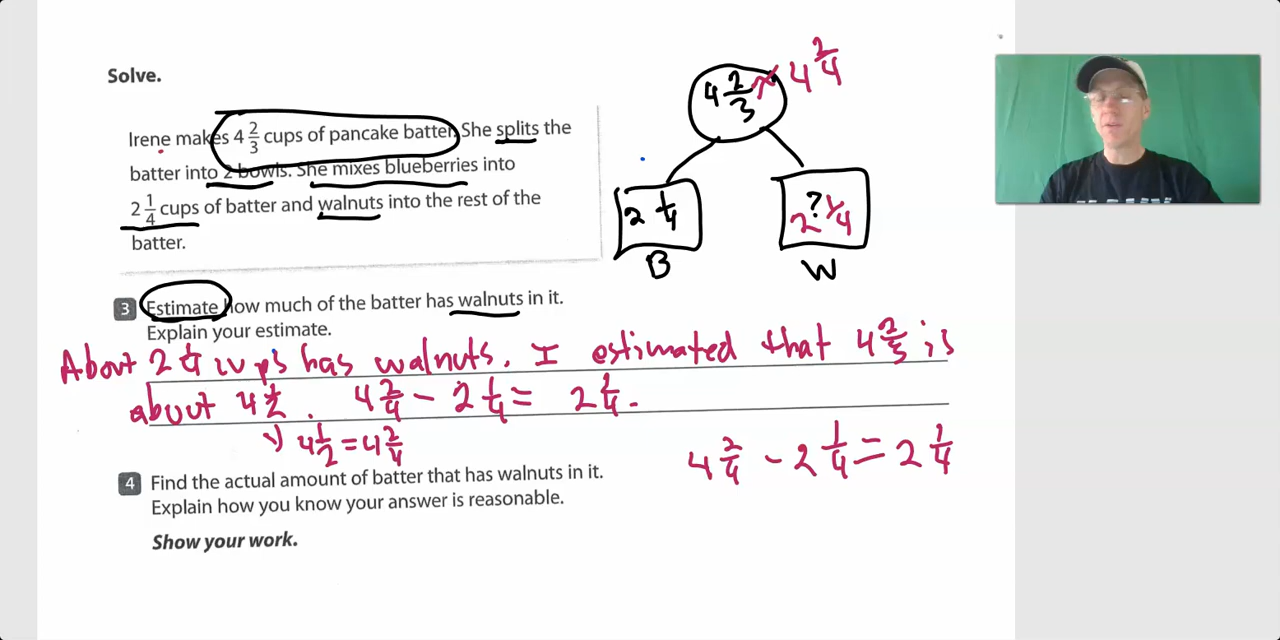 Solve.
Irene makes 4 2/3 cups of pancake batter. She splits the
batter into 2 bowls. She mixes blueberries into
2 1/4 cups of batter and walnuts into the rest of the
batter.
4 2/3 ≈ 4 2/4
2 1/4
?
2 1/4
B
W
3 Estimate how much of the batter has walnuts in it.
Explain your estimate.
About 2 1/4 cups has walnuts. I estimated that 4 2/3 is
about 4 1/2. 4 2/4 - 2 1/4 = 2 1/4.
4 1/2 = 4 2/4
4 2/4 - 2 1/4 = 2 1/4
4 Find the actual amount of batter that has walnuts in it.
Explain how you know your answer is reasonable.
Show your work.